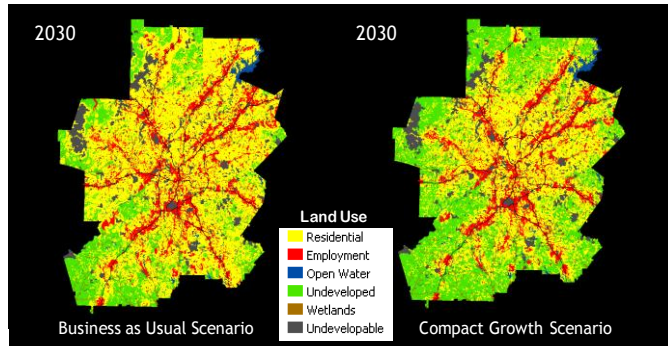 2030
2030
Land Use
Residential
Employment
Open Water
Undeveloped
Wetlands
Undevelopable
Business as Usual Scenario
Compact Growth Scenario